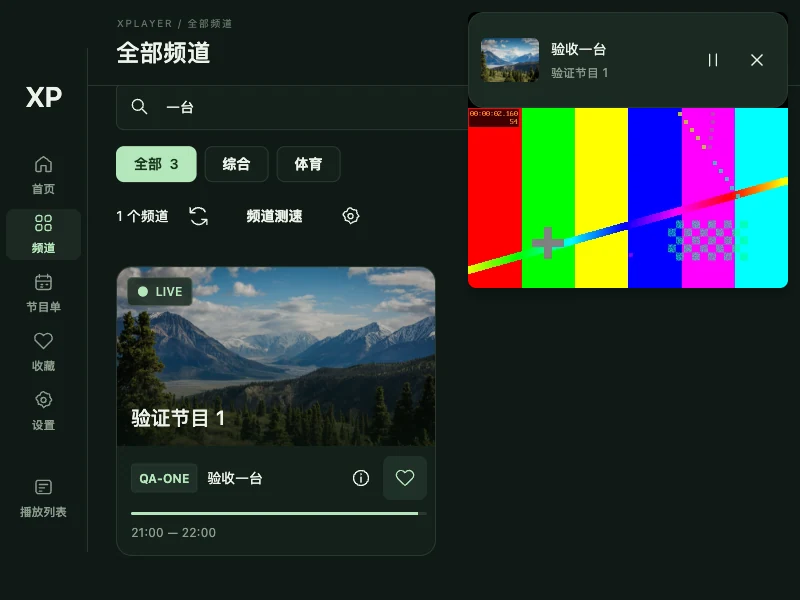 XPLAYER / 全部频道
全部频道
XP
首页
频道
节目单
收藏
设置
播放列表
一台
全部 3
综合
体育
1 个频道
频道测速
LIVE
验证节目 1
QA-ONE
验收一台
21:00 — 22:00
验收一台
验证节目 1
00:00:02.160
54